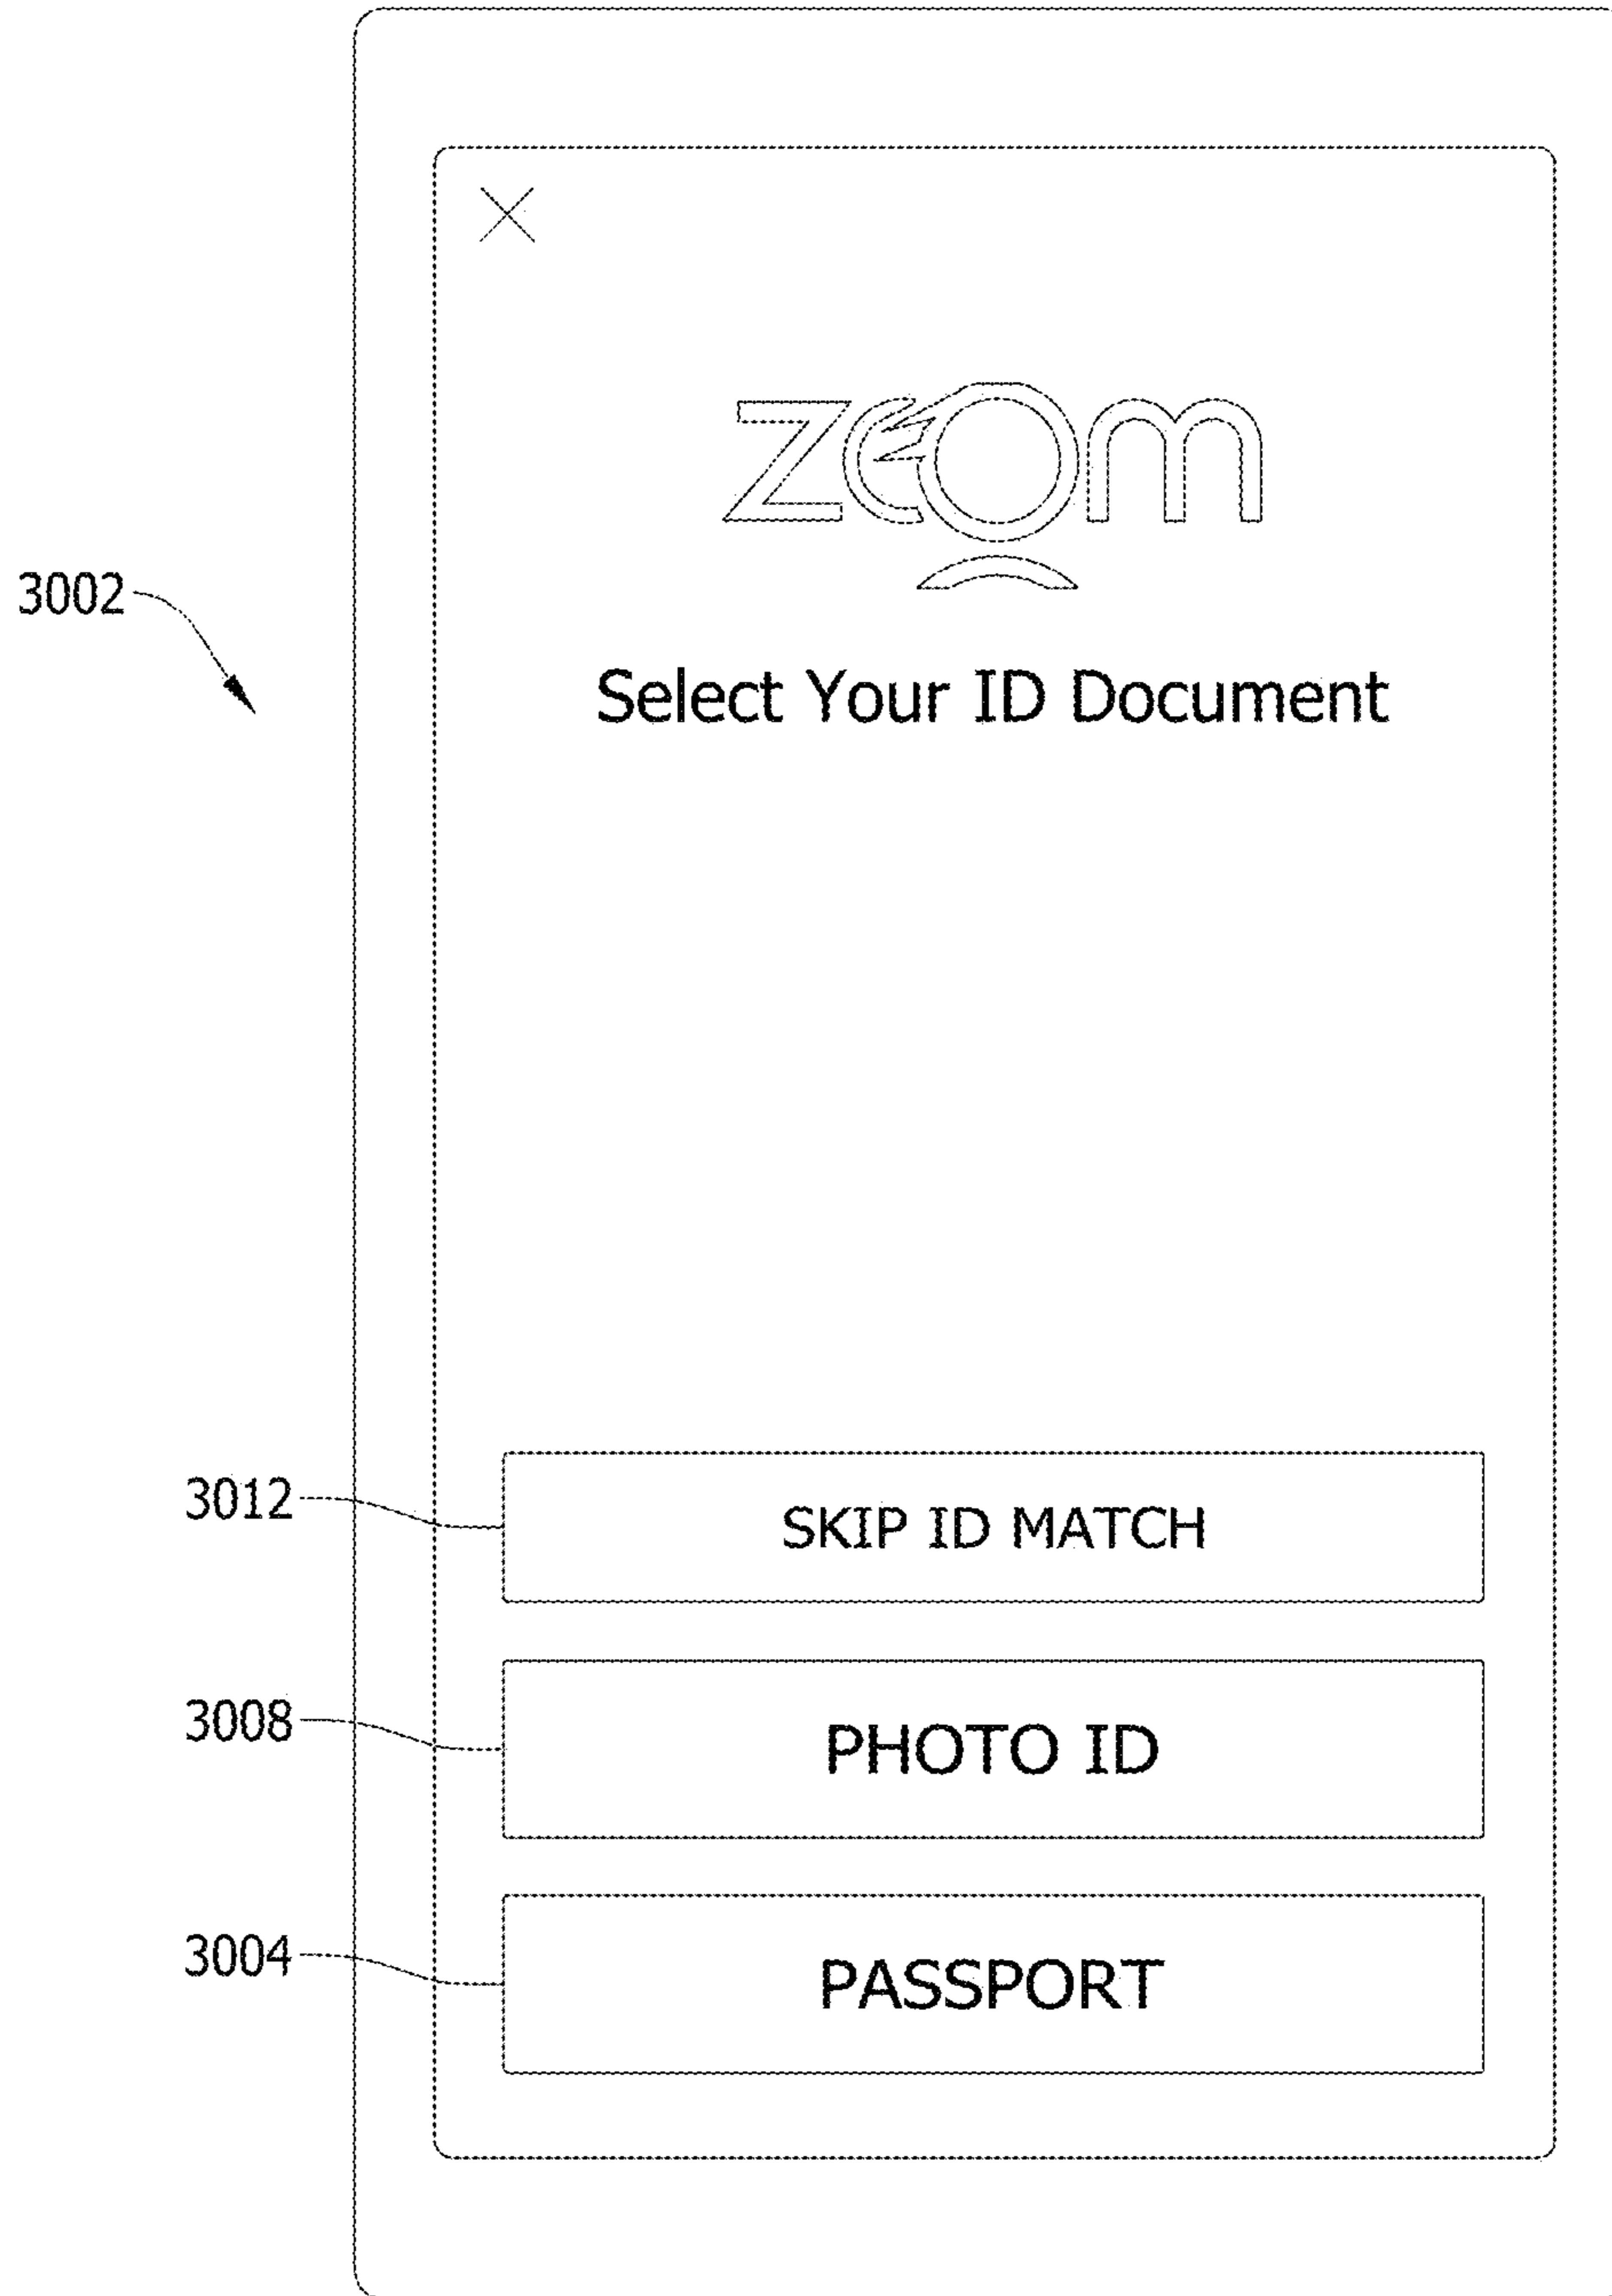 zoom
3002
Select Your ID Document
3012 SKIP ID MATCH
3008 PHOTO ID
3004 PASSPORT